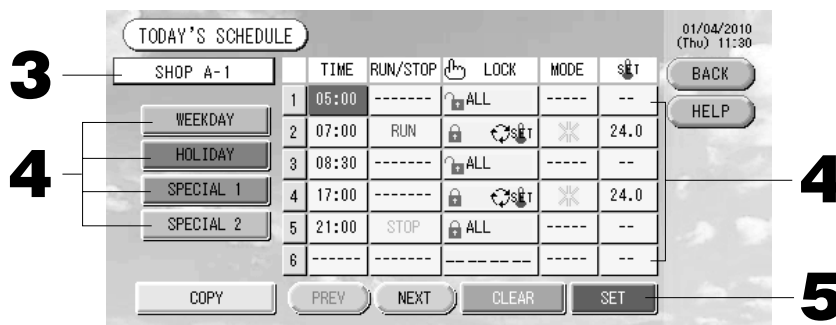 TODAY'S SCHEDULE
01/04/2010
(Thu) 11:30
3
SHOP A-1
TIME RUN/STOP LOCK MODE SET
BACK
HELP
4
WEEKDAY
HOLIDAY
SPECIAL 1
SPECIAL 2
1 05:00 ------- ALL ----- --
2 07:00 RUN SET 24.0
3 08:30 ------- ALL ----- --
4 17:00 ------- SET 24.0
5 21:00 STOP ALL ----- --
6 ------ ------- --------- ----- --
4
COPY
PREV
NEXT
CLEAR
SET
5